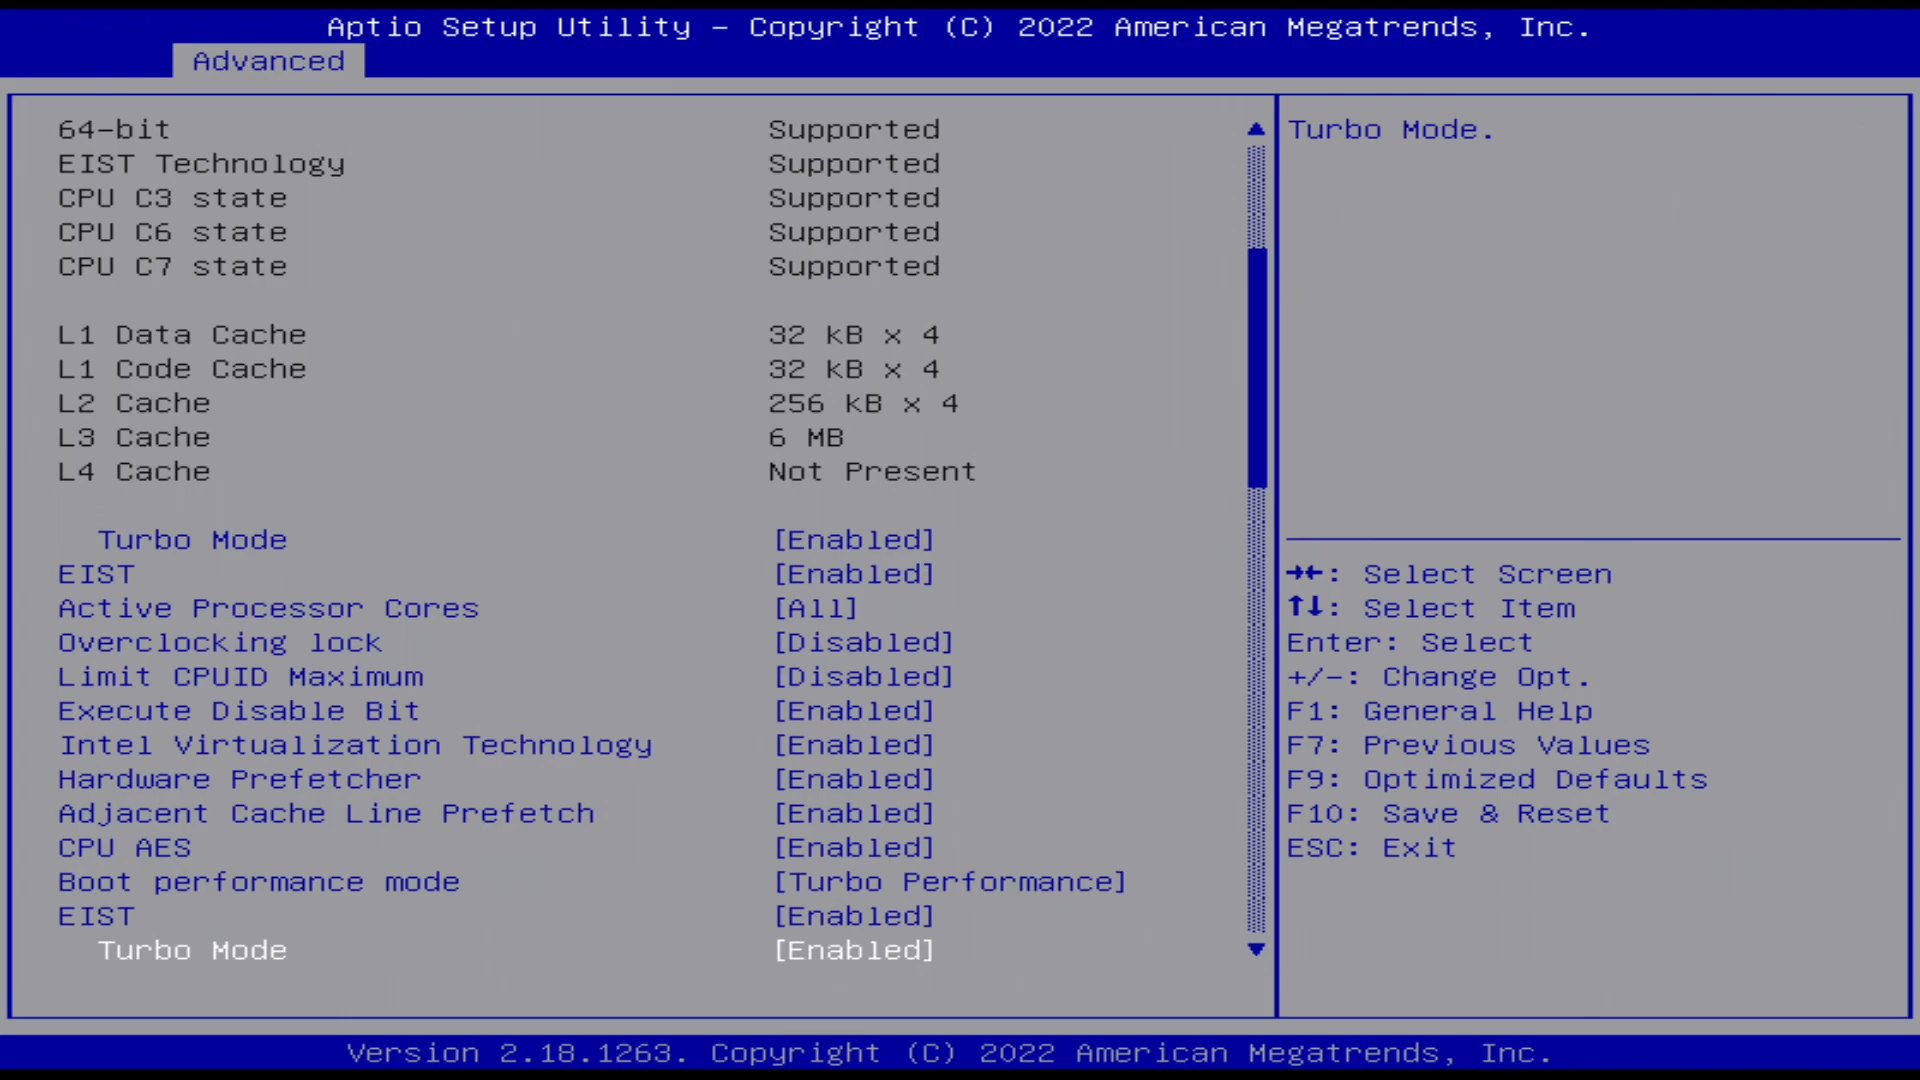 Aptio Setup Utility – Copyright (C) 2022 American Megatrends, Inc.
Advanced
64-bit Supported
EIST Technology Supported
CPU C3 state Supported
CPU C6 state Supported
CPU C7 state Supported
L1 Data Cache 32 kB x 4
L1 Code Cache 32 kB x 4
L2 Cache 256 kB x 4
L3 Cache 6 MB
L4 Cache Not Present
Turbo Mode [Enabled]
EIST [Enabled]
Active Processor Cores [All]
Overclocking lock [Disabled]
Limit CPUID Maximum [Disabled]
Execute Disable Bit [Enabled]
Intel Virtualization Technology [Enabled]
Hardware Prefetcher [Enabled]
Adjacent Cache Line Prefetch [Enabled]
CPU AES [Enabled]
Boot performance mode [Turbo Performance]
EIST [Enabled]
Turbo Mode [Enabled]
Turbo Mode.
→←: Select Screen
↑↓: Select Item
Enter: Select
+/-: Change Opt.
F1: General Help
F7: Previous Values
F9: Optimized Defaults
F10: Save & Reset
ESC: Exit
Version 2.18.1263. Copyright (C) 2022 American Megatrends, Inc.